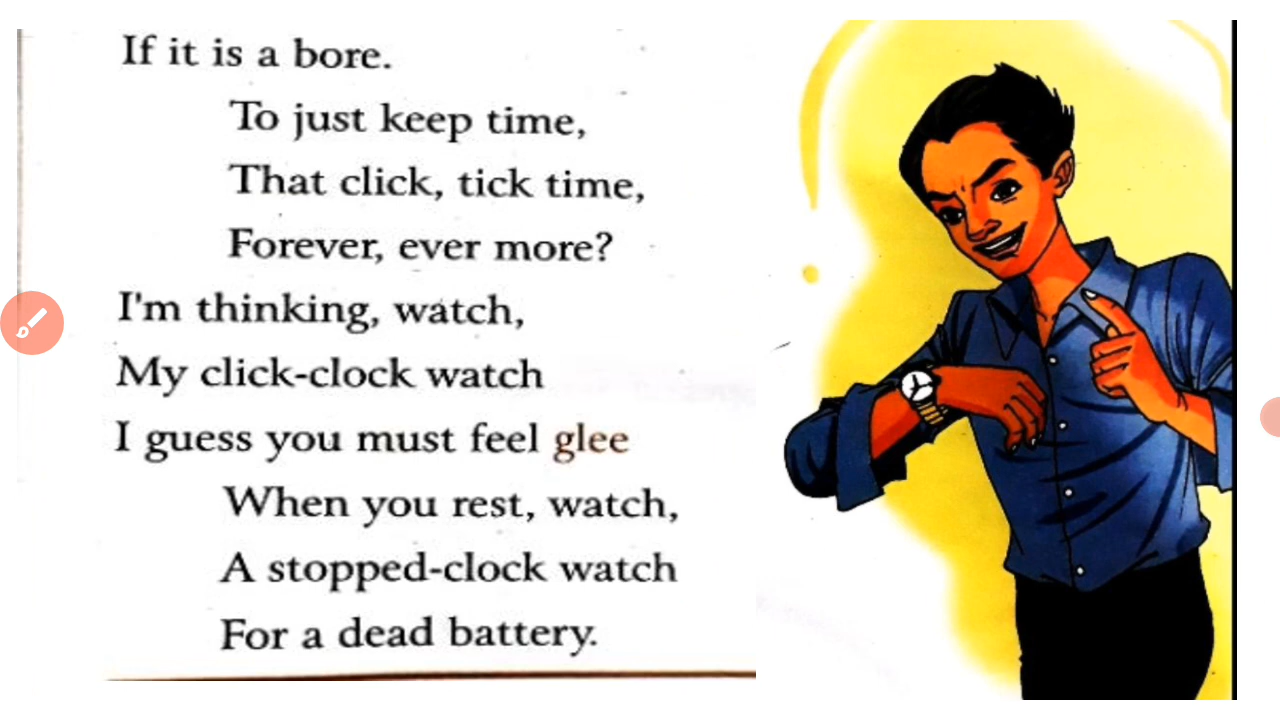 If it is a bore.
To just keep time,
That click, tick time,
Forever, ever more?
I'm thinking, watch,
My click-clock watch
I guess you must feel glee
When you rest, watch,
A stopped-clock watch
For a dead battery.